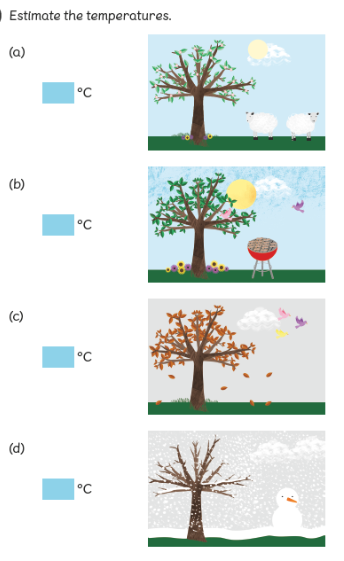 Estimate the temperatures.
(a)
°C
(b)
°C
(c)
°C
(d)
°C